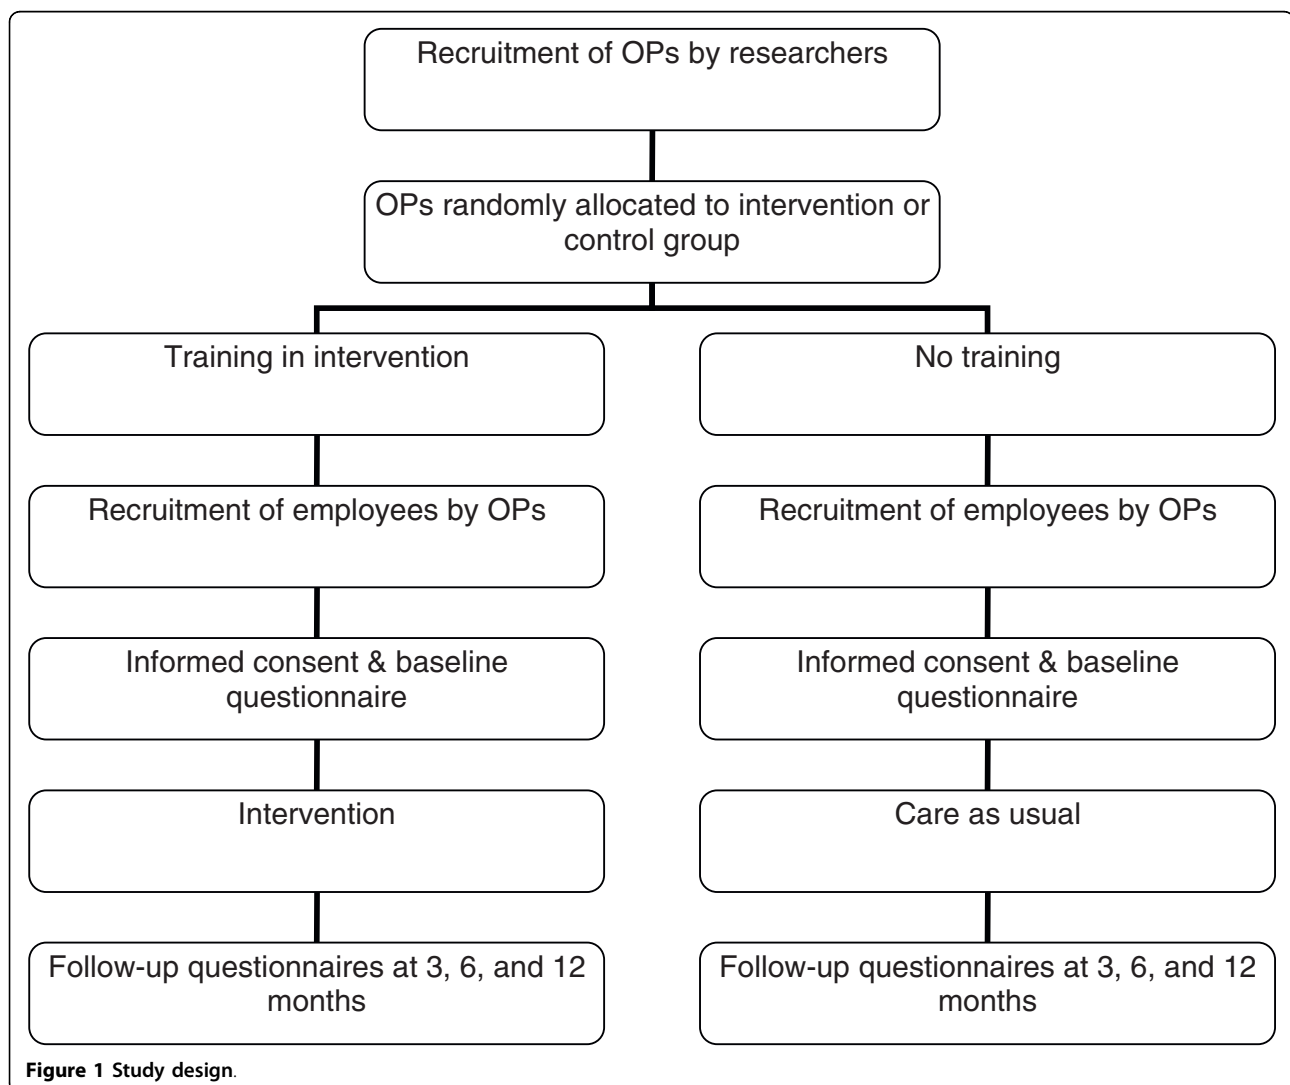 Recruitment of OPs by researchers
OPs randomly allocated to intervention or
control group
Training in intervention
No training
Recruitment of employees by OPs
Recruitment of employees by OPs
Informed consent & baseline
questionnaire
Informed consent & baseline
questionnaire
Intervention
Care as usual
Follow-up questionnaires at 3, 6, and 12
months
Follow-up questionnaires at 3, 6, and 12
months
Figure 1 Study design.